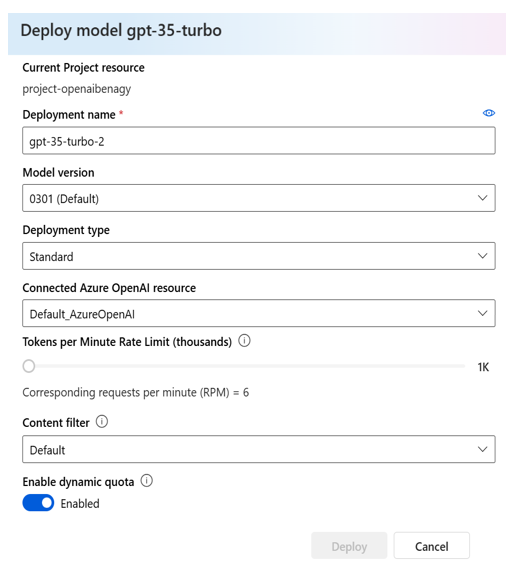 Deploy model gpt-35-turbo
Current Project resource
project-openaibenagy
Deployment name *
gpt-35-turbo-2
Model version
0301 (Default)
Deployment type
Standard
Connected Azure OpenAI resource
Default_AzureOpenAI
Tokens per Minute Rate Limit (thousands)
1K
Corresponding requests per minute (RPM) = 6
Content filter
Default
Enable dynamic quota
Enabled
Deploy Cancel